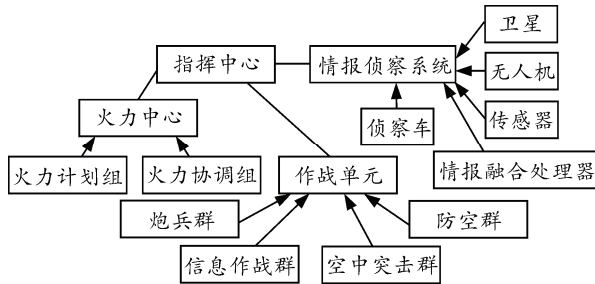 卫星
指挥中心
情报侦察系统
无人机
火力中心
侦察车
传感器
火力计划组
火力协调组
作战单元
情报融合处理器
炮兵群
防空群
信息作战群
空中突击群